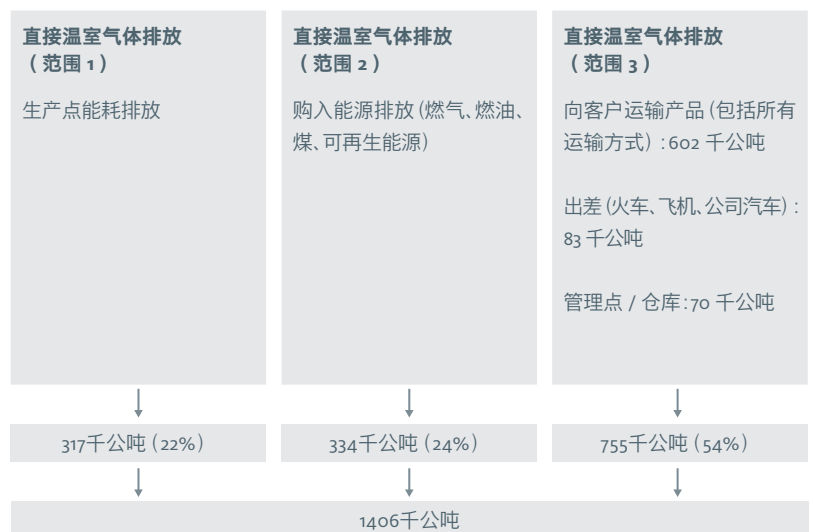 直接温室气体排放
（范围 1）
生产点能耗排放
直接温室气体排放
（范围 2）
购入能源排放（燃气、燃油、
煤、可再生能源）
直接温室气体排放
（范围 3）
向客户运输产品（包括所有
运输方式）：602 千公吨
出差（火车、飞机、公司汽车）：
83 千公吨
管理点 / 仓库：70 千公吨
317千公吨（22%）
334千公吨（24%）
755千公吨（54%）
1406千公吨